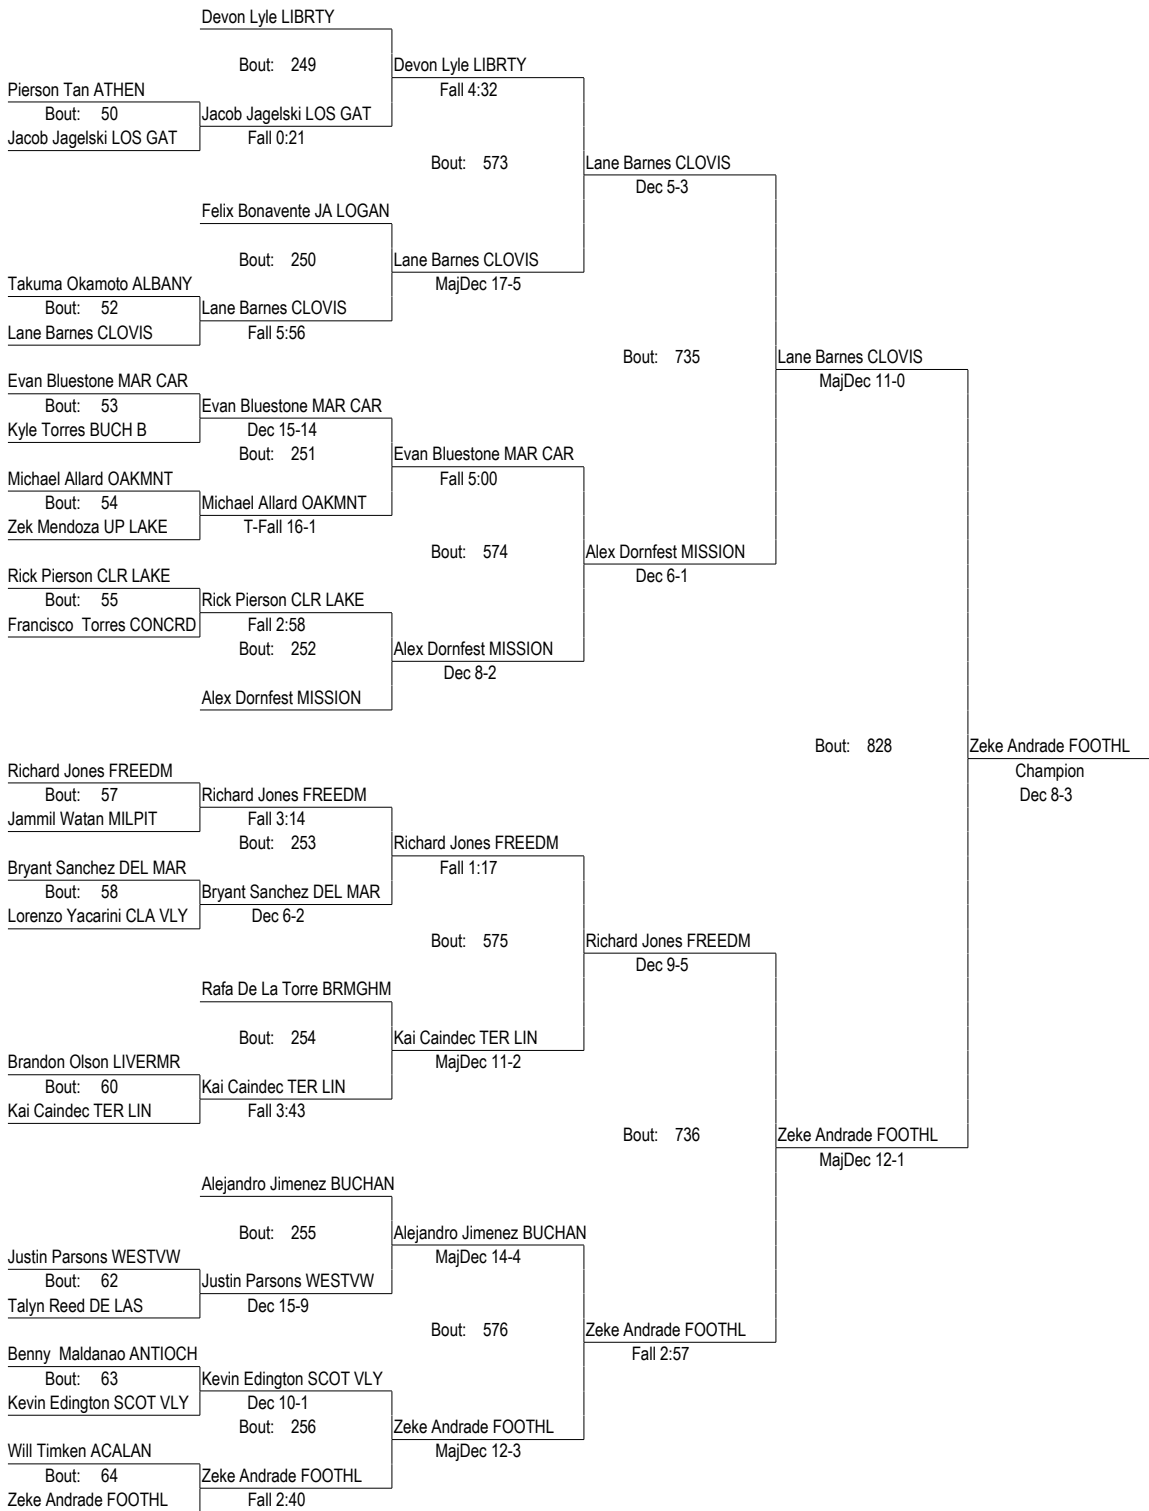 Devon Lyle LIBRTY
Bout: 249
Devon Lyle LIBRTY
Fall 4:32
Pierson Tan ATHEN
Bout: 50
Jacob Jagelski LOS GAT
Jacob Jagelski LOS GAT
Fall 0:21
Bout: 573
Lane Barnes CLOVIS
Dec 5-3
Felix Bonavente JA LOGAN
Bout: 250
Lane Barnes CLOVIS
MajDec 17-5
Takuma Okamoto ALBANY
Bout: 52
Lane Barnes CLOVIS
Lane Barnes CLOVIS
Fall 5:56
Bout: 735
Lane Barnes CLOVIS
MajDec 11-0
Evan Bluestone MAR CAR
Bout: 53
Evan Bluestone MAR CAR
Kyle Torres BUCH B
Dec 15-14
Bout: 251
Evan Bluestone MAR CAR
Fall 5:00
Michael Allard OAKMNT
Bout: 54
Michael Allard OAKMNT
Zek Mendoza UP LAKE
T-Fall 16-1
Bout: 574
Alex Dornfest MISSION
Dec 6-1
Rick Pierson CLR LAKE
Bout: 55
Rick Pierson CLR LAKE
Francisco Torres CONCRD
Fall 2:58
Bout: 252
Alex Dornfest MISSION
Dec 8-2
Alex Dornfest MISSION
Bout: 828
Zeke Andrade FOOTHL
Champion
Dec 8-3
Richard Jones FREEDM
Bout: 57
Richard Jones FREEDM
Jammil Watan MILPIT
Fall 3:14
Bout: 253
Richard Jones FREEDM
Fall 1:17
Bryant Sanchez DEL MAR
Bout: 58
Bryant Sanchez DEL MAR
Lorenzo Yacarini CLA VLY
Dec 6-2
Bout: 575
Richard Jones FREEDM
Dec 9-5
Rafa De La Torre BRMGHM
Bout: 254
Kai Caindec TER LIN
MajDec 11-2
Brandon Olson LIVERMR
Bout: 60
Kai Caindec TER LIN
Kai Caindec TER LIN
Fall 3:43
Bout: 736
Zeke Andrade FOOTHL
MajDec 12-1
Alejandro Jimenez BUCHAN
Bout: 255
Alejandro Jimenez BUCHAN
MajDec 14-4
Justin Parsons WESTVW
Bout: 62
Justin Parsons WESTVW
Talyn Reed DE LAS
Dec 15-9
Bout: 576
Zeke Andrade FOOTHL
Fall 2:57
Benny Maldanao ANTIOCH
Bout: 63
Kevin Edington SCOT VLY
Kevin Edington SCOT VLY
Dec 10-1
Bout: 256
Zeke Andrade FOOTHL
MajDec 12-3
Will Timken ACALAN
Bout: 64
Zeke Andrade FOOTHL
Zeke Andrade FOOTHL
Fall 2:40